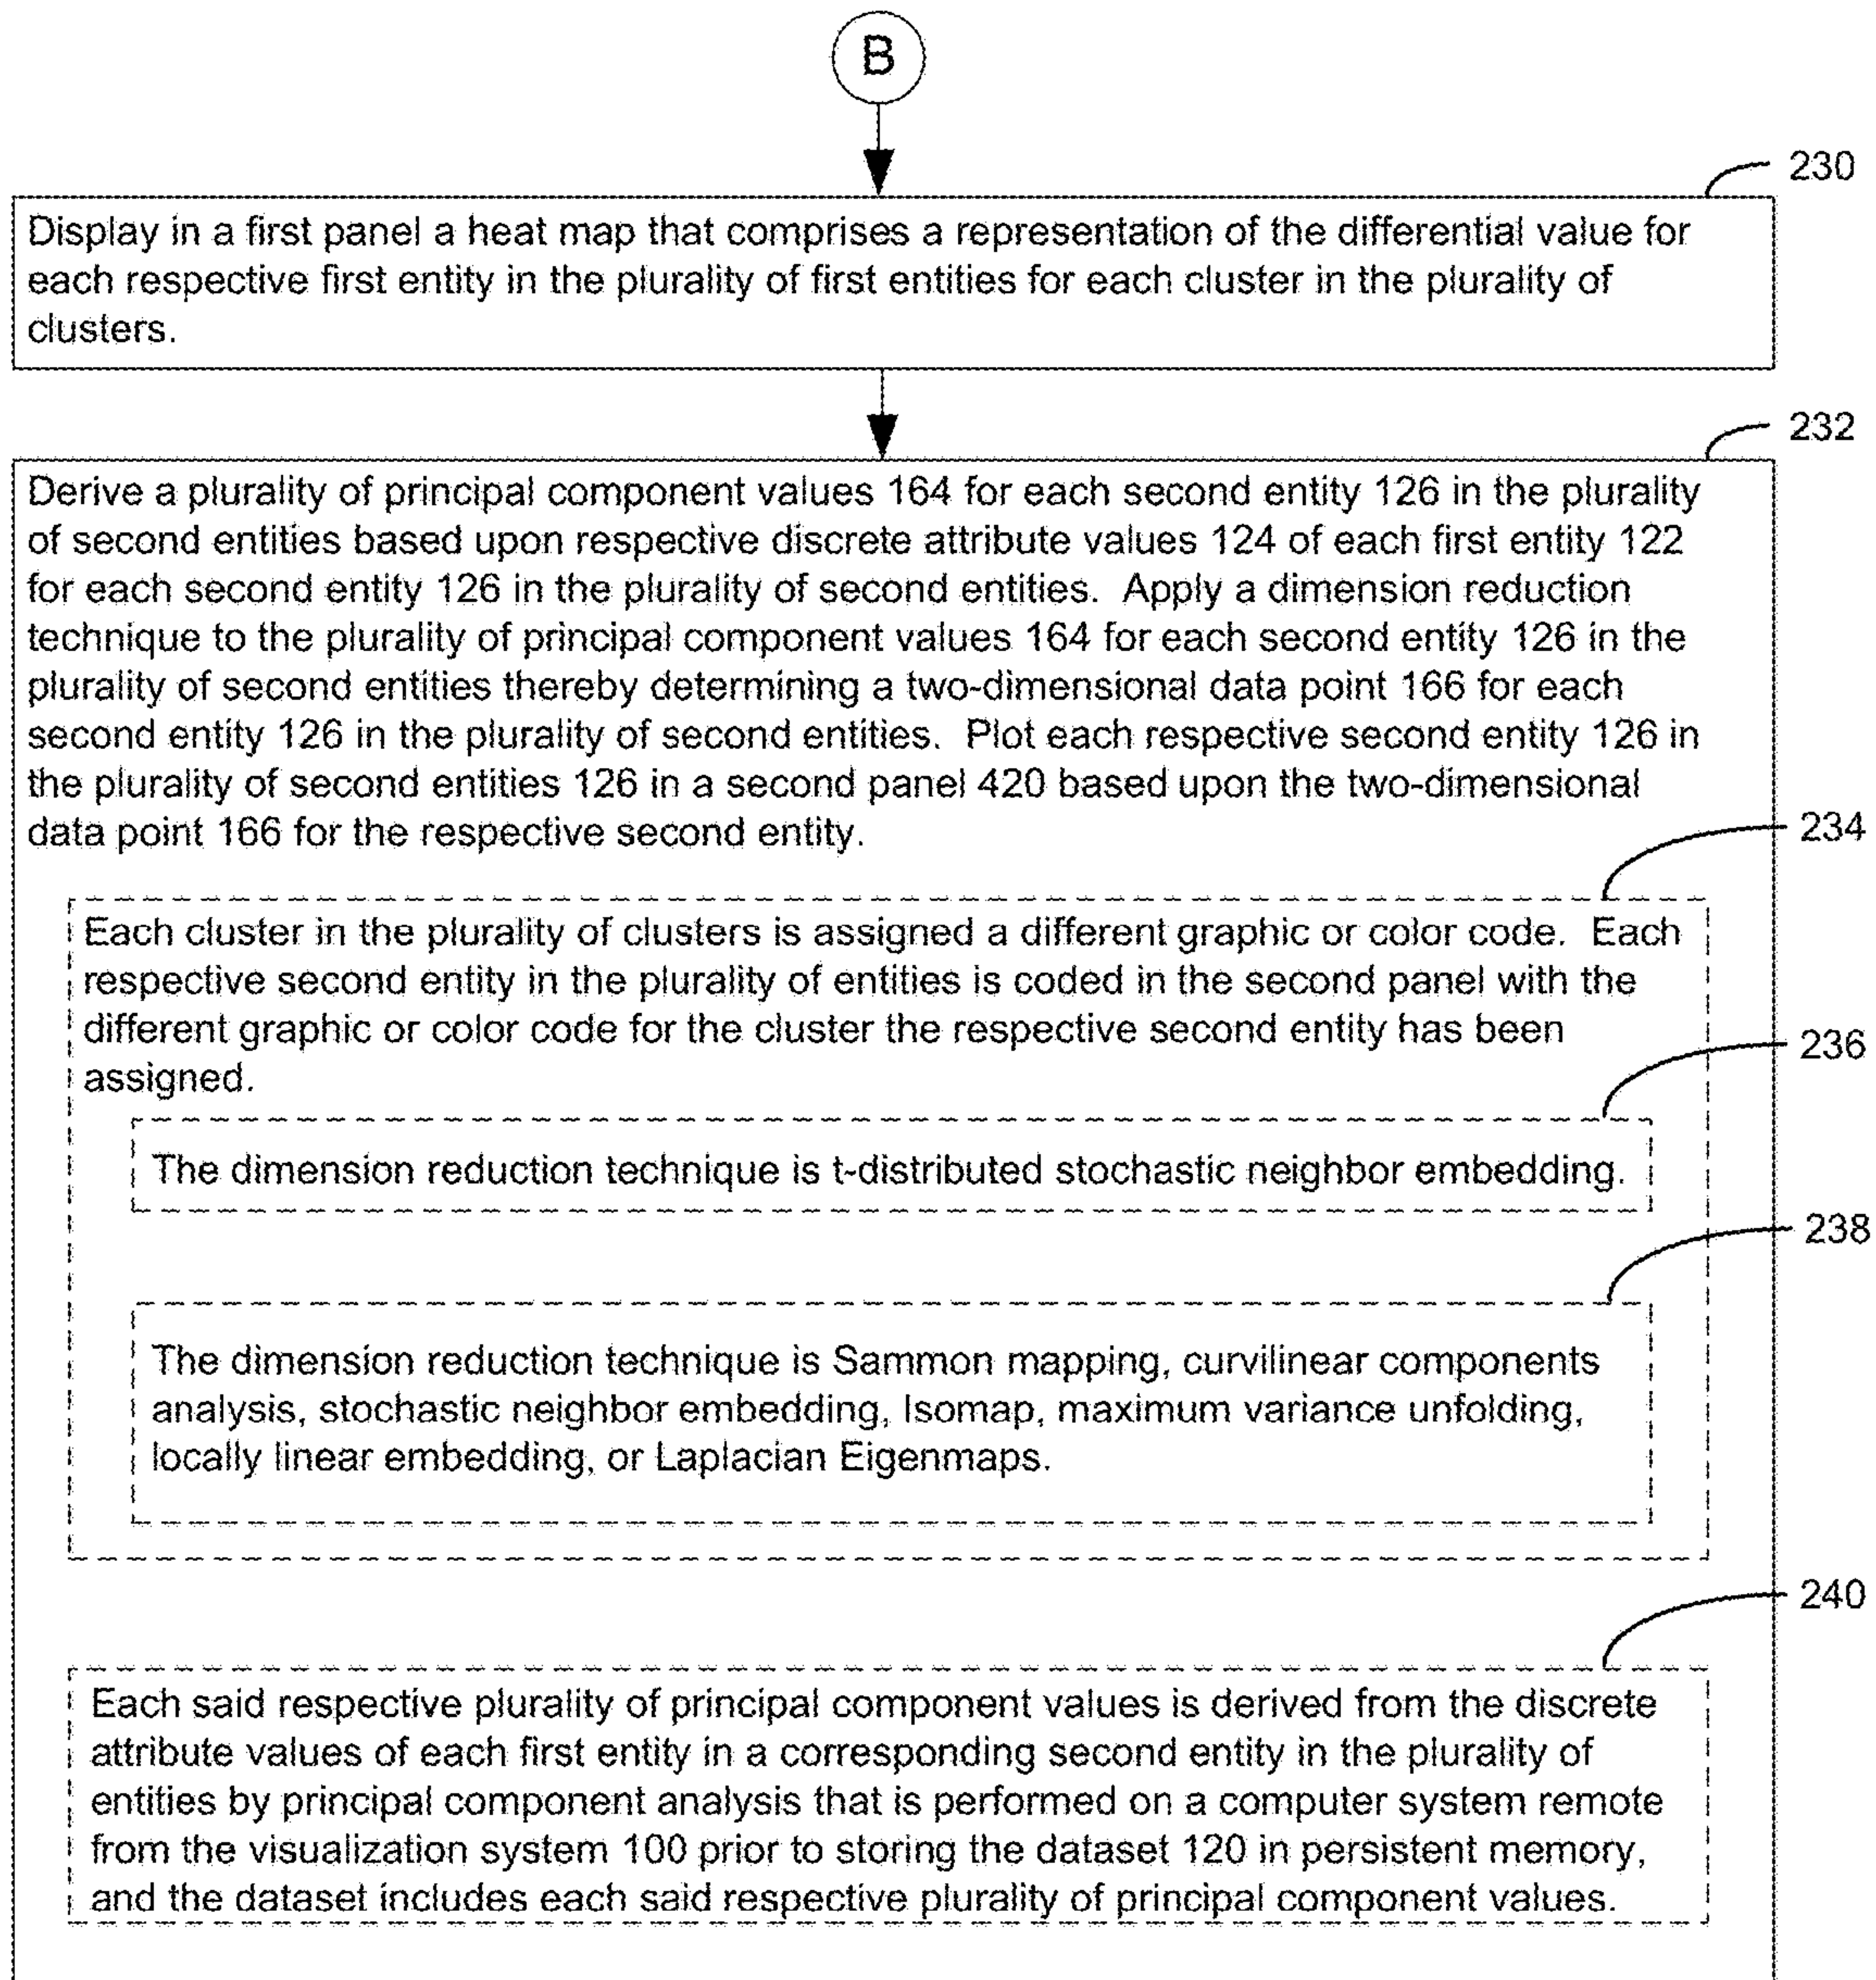 B
230
Display in a first panel a heat map that comprises a representation of the differential value for
each respective first entity in the plurality of first entities for each cluster in the plurality of
clusters.
232
Derive a plurality of principal component values 164 for each second entity 126 in the plurality
of second entities based upon respective discrete attribute values 124 of each first entity 122
for each second entity 126 in the plurality of second entities.  Apply a dimension reduction
technique to the plurality of principal component values 164 for each second entity 126 in the
plurality of second entities thereby determining a two-dimensional data point 166 for each
second entity 126 in the plurality of second entities.  Plot each respective second entity 126 in
the plurality of second entities 126 in a second panel 420 based upon the two-dimensional
data point 166 for the respective second entity.
234
Each cluster in the plurality of clusters is assigned a different graphic or color code.  Each
respective second entity in the plurality of entities is coded in the second panel with the
different graphic or color code for the cluster the respective second entity has been
assigned.
236
The dimension reduction technique is t-distributed stochastic neighbor embedding.
238
The dimension reduction technique is Sammon mapping, curvilinear components
analysis, stochastic neighbor embedding, Isomap, maximum variance unfolding,
locally linear embedding, or Laplacian Eigenmaps.
240
Each said respective plurality of principal component values is derived from the discrete
attribute values of each first entity in a corresponding second entity in the plurality of
entities by principal component analysis that is performed on a computer system remote
from the visualization system 100 prior to storing the dataset 120 in persistent memory,
and the dataset includes each said respective plurality of principal component values.